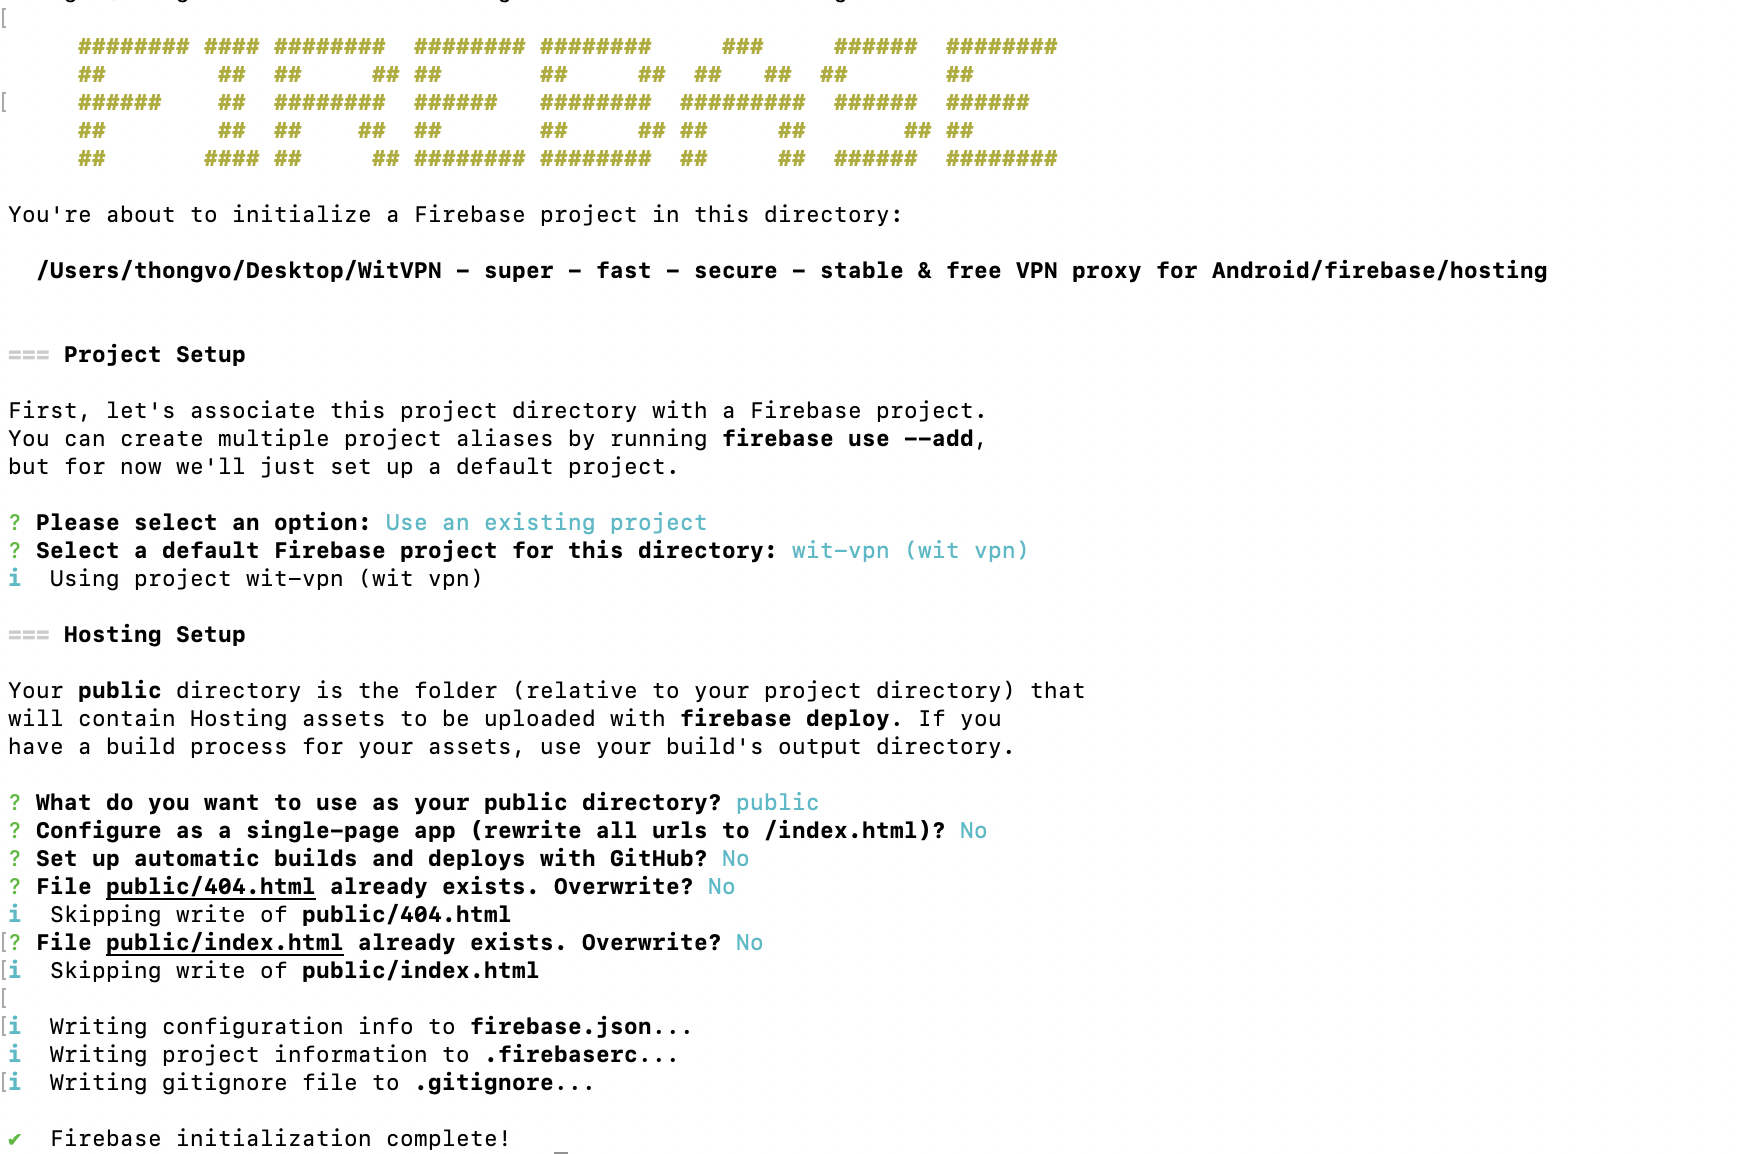 [
######## #### ########  ######## ########     ###     ######  ########
##        ##  ##     ## ##       ##     ##  ##   ##  ##       ##
[ ######    ##  ########  ######   ########  #########  ######  ######
##        ##  ##    ##  ##       ##     ## ##     ##       ## ##
##       #### ##     ## ######## ########  ##     ##  ######  ########
You're about to initialize a Firebase project in this directory:
/Users/thongvo/Desktop/WitVPN - super - fast - secure - stable & free VPN proxy for Android/firebase/hosting
=== Project Setup
First, let's associate this project directory with a Firebase project.
You can create multiple project aliases by running firebase use --add,
but for now we'll just set up a default project.
? Please select an option: Use an existing project
? Select a default Firebase project for this directory: wit-vpn (wit vpn)
i  Using project wit-vpn (wit vpn)
=== Hosting Setup
Your public directory is the folder (relative to your project directory) that
will contain Hosting assets to be uploaded with firebase deploy. If you
have a build process for your assets, use your build's output directory.
? What do you want to use as your public directory? public
? Configure as a single-page app (rewrite all urls to /index.html)? No
? Set up automatic builds and deploys with GitHub? No
? File public/404.html already exists. Overwrite? No
i  Skipping write of public/404.html
[? File public/index.html already exists. Overwrite? No
[i  Skipping write of public/index.html
[
[i  Writing configuration info to firebase.json...
i  Writing project information to .firebaserc...
[i  Writing gitignore file to .gitignore...
✔  Firebase initialization complete!